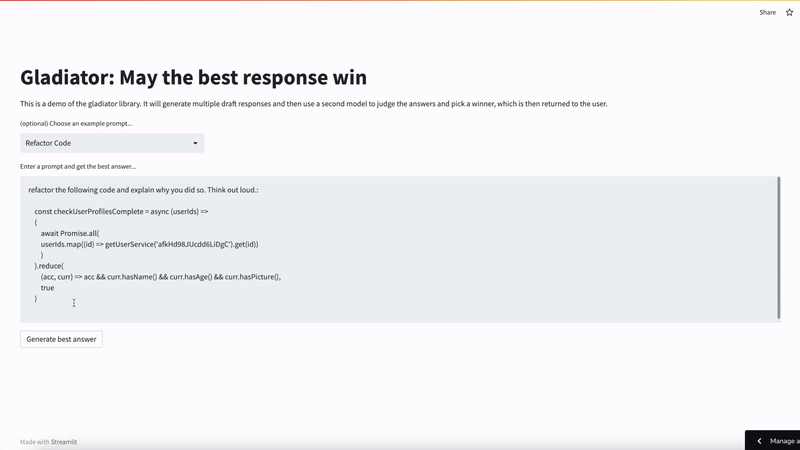 Share
Gladiator: May the best response win
This is a demo of the gladiator library. It will generate multiple draft responses and then use a second model to judge the answers and pick a winner, which is then returned to the user.
(optional) Choose an example prompt...
Refactor Code
Enter a prompt and get the best answer...
refactor the following code and explain why you did so. Think out loud.:
const checkUserProfilesComplete = async (userIds) =>
(
await Promise.all(
userIds.map((id) => getUserService('afkHd98JUcdd6LiDgC').get(id))
)
).reduce(
(acc, curr) => acc && curr.hasName() && curr.hasAge() && curr.hasPicture(),
true
)
Generate best answer
Made with Streamlit
Manage a